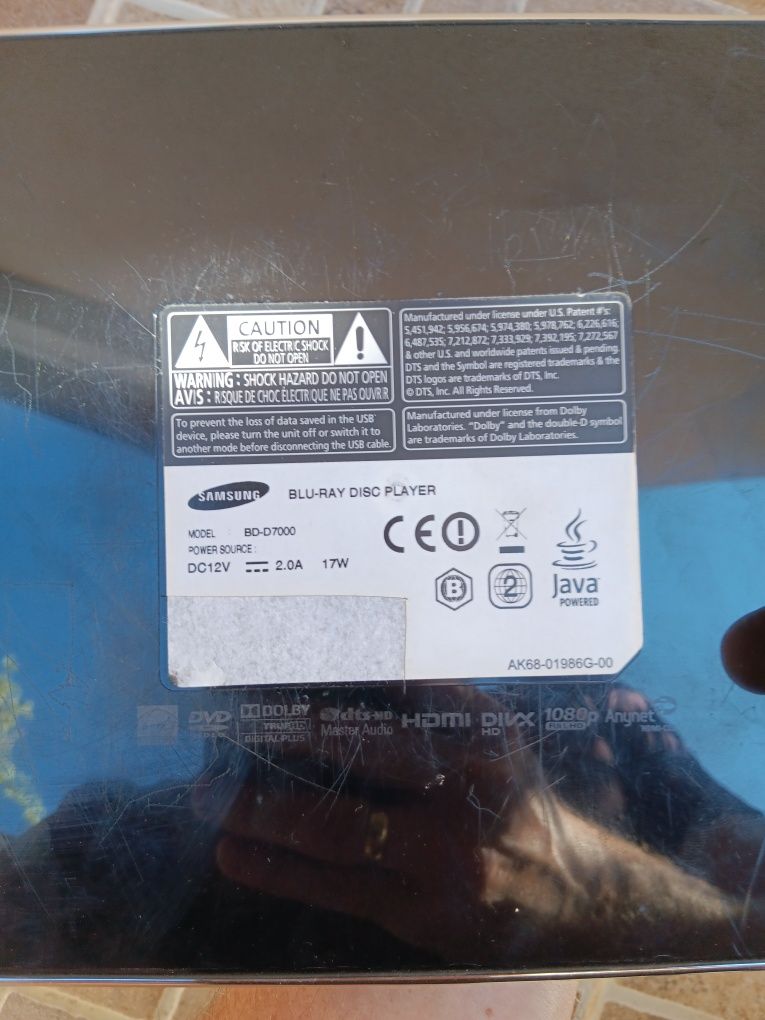 CAUTION
RISK OF ELECTRIC SHOCK
DO NOT OPEN
WARNING : SHOCK HAZARD DO NOT OPEN
AVIS : RISQUE DE CHOC ÉLECTRIQUE NE PAS OUVRIR
To prevent the loss of data saved in the USB
device, please turn the unit off or switch it to
another mode before disconnecting the USB cable.
Manufactured under license under U.S. Patent #'s:
5,451,942; 5,956,674; 5,974,380; 5,978,762; 6,226,616;
6,487,535; 7,212,872; 7,333,929; 7,392,195; 7,272,567
& other U.S. and worldwide patents issued & pending.
DTS and the Symbol are registered trademarks & the
DTS logos are trademarks of DTS, Inc.
© DTS, Inc. All Rights Reserved.
Manufactured under license from Dolby
Laboratories. "Dolby" and the double-D symbol
are trademarks of Dolby Laboratories.
SAMSUNG BLU-RAY DISC PLAYER
MODEL : BD-D7000
POWER SOURCE :
DC12V 2.0A 17W
CE
B
2
Java
POWERED
AK68-01986G-00
DVD
VIDEO
DOLBY
TRUEHD
DIGITAL PLUS
dts-HD
Master Audio
HDMI
DIVX
HD
1080p
FULL HD
Anynet
HDMI-CEC